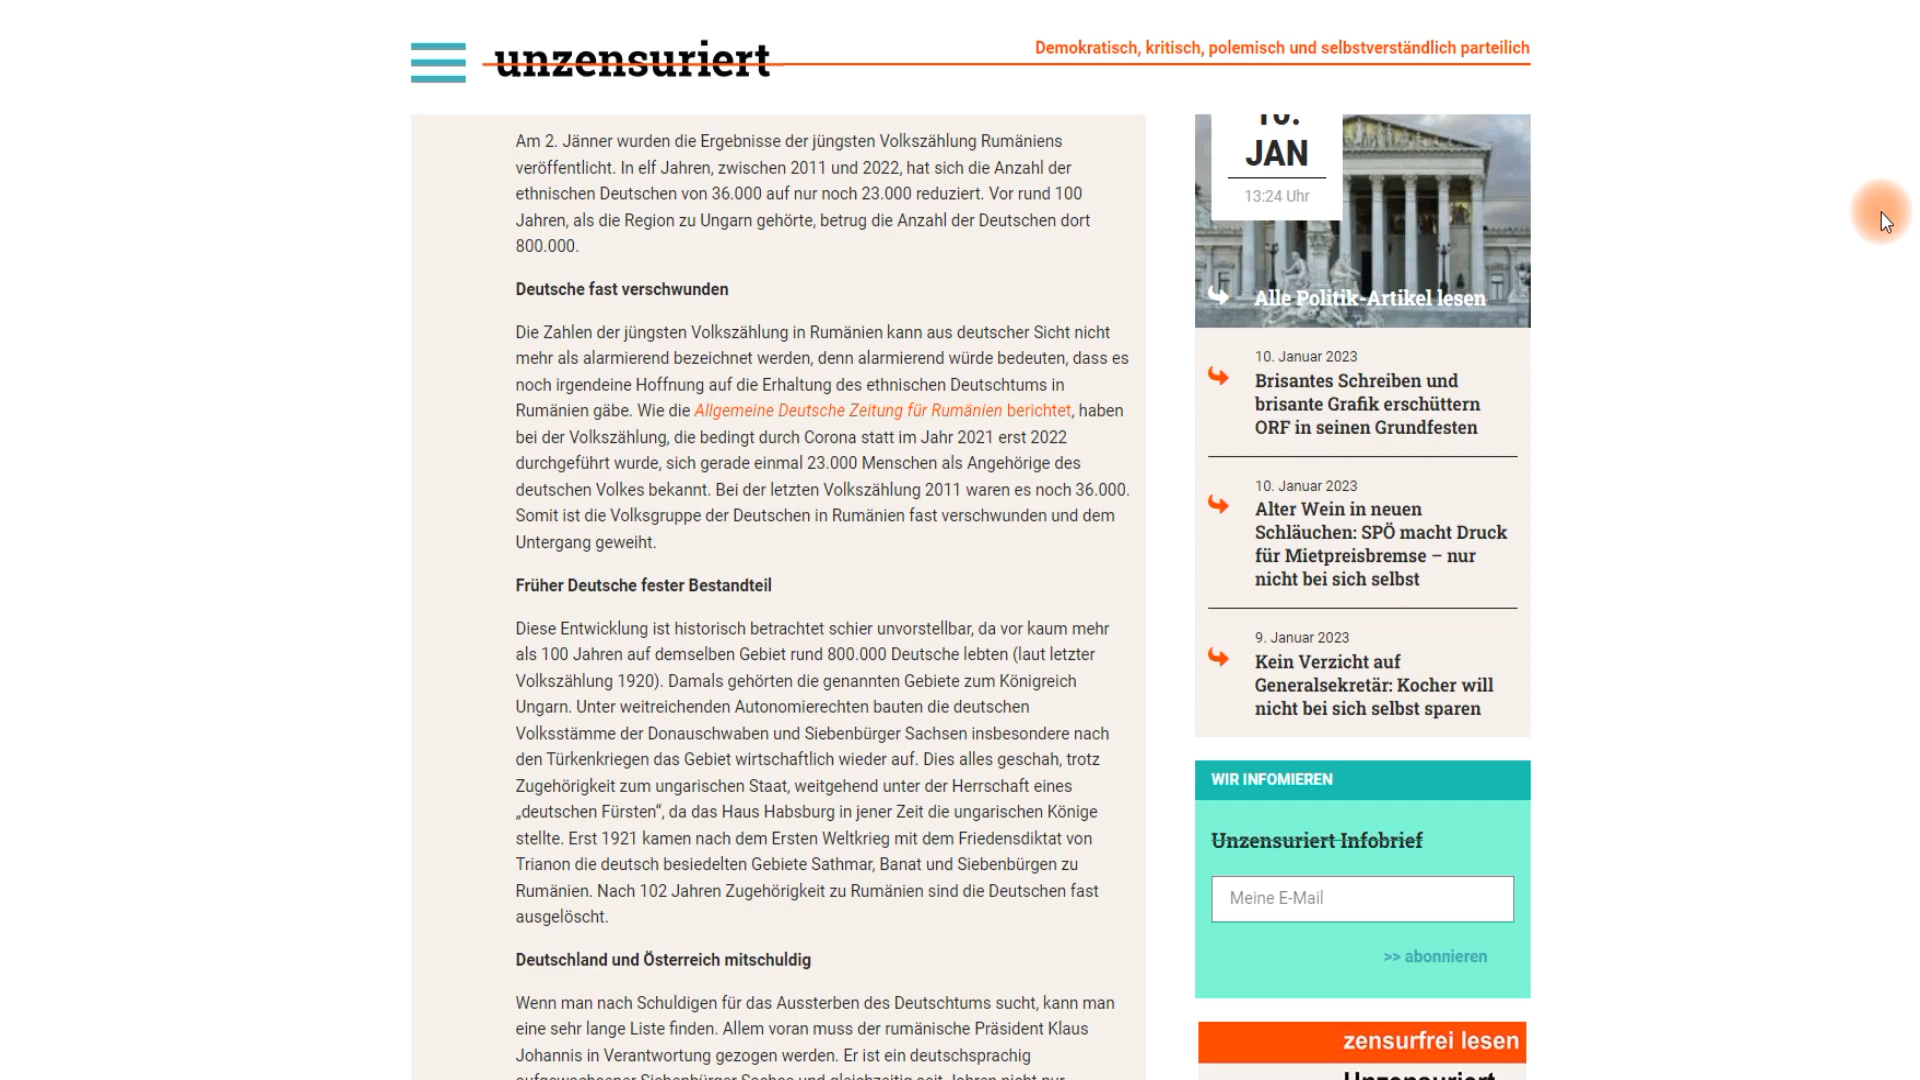 unzensuriert
Demokratisch, kritisch, polemisch und selbstverständlich parteilich
Am 2. Jänner wurden die Ergebnisse der jüngsten Volkszählung Rumäniens
veröffentlicht. In elf Jahren, zwischen 2011 und 2022, hat sich die Anzahl der
ethnischen Deutschen von 36.000 auf nur noch 23.000 reduziert. Vor rund 100
Jahren, als die Region zu Ungarn gehörte, betrug die Anzahl der Deutschen dort
800.000.
Deutsche fast verschwunden
Die Zahlen der jüngsten Volkszählung in Rumänien kann aus deutscher Sicht nicht
mehr als alarmierend bezeichnet werden, denn alarmierend würde bedeuten, dass es
noch irgendeine Hoffnung auf die Erhaltung des ethnischen Deutschtums in
Rumänien gäbe. Wie die Allgemeine Deutsche Zeitung für Rumänien berichtet, haben
bei der Volkszählung, die bedingt durch Corona statt im Jahr 2021 erst 2022
durchgeführt wurde, sich gerade einmal 23.000 Menschen als Angehörige des
deutschen Volkes bekannt. Bei der letzten Volkszählung 2011 waren es noch 36.000.
Somit ist die Volksgruppe der Deutschen in Rumänien fast verschwunden und dem
Untergang geweiht.
Früher Deutsche fester Bestandteil
Diese Entwicklung ist historisch betrachtet schier unvorstellbar, da vor kaum mehr
als 100 Jahren auf demselben Gebiet rund 800.000 Deutsche lebten (laut letzter
Volkszählung 1920). Damals gehörten die genannten Gebiete zum Königreich
Ungarn. Unter weitreichenden Autonomierechten bauten die deutschen
Volksstämme der Donauschwaben und Siebenbürger Sachsen insbesondere nach
den Türkenkriegen das Gebiet wirtschaftlich wieder auf. Dies alles geschah, trotz
Zugehörigkeit zum ungarischen Staat, weitgehend unter der Herrschaft eines
„deutschen Fürsten“, da das Haus Habsburg in jener Zeit die ungarischen Könige
stellte. Erst 1921 kamen nach dem Ersten Weltkrieg mit dem Friedensdiktat von
Trianon die deutsch besiedelten Gebiete Sathmar, Banat und Siebenbürgen zu
Rumänien. Nach 102 Jahren Zugehörigkeit zu Rumänien sind die Deutschen fast
ausgelöscht.
Deutschland und Österreich mitschuldig
Wenn man nach Schuldigen für das Aussterben des Deutschtums sucht, kann man
eine sehr lange Liste finden. Allem voran muss der rumänische Präsident Klaus
Johannis in Verantwortung gezogen werden. Er ist ein deutschsprachig
aufgewachsener Siebenbürger Sachse und gleichzeitig seit Jahren nicht nur
10.
JAN
13:24 Uhr
Alle Politik-Artikel lesen
10. Januar 2023
Brisantes Schreiben und
brisante Grafik erschüttern
ORF in seinen Grundfesten
10. Januar 2023
Alter Wein in neuen
Schläuchen: SPÖ macht Druck
für Mietpreisbremse – nur
nicht bei sich selbst
9. Januar 2023
Kein Verzicht auf
Generalsekretär: Kocher will
nicht bei sich selbst sparen
WIR INFOMIEREN
Unzensuriert Infobrief
Meine E-Mail
>> abonnieren
zensurfrei lesen
Unzensuriert